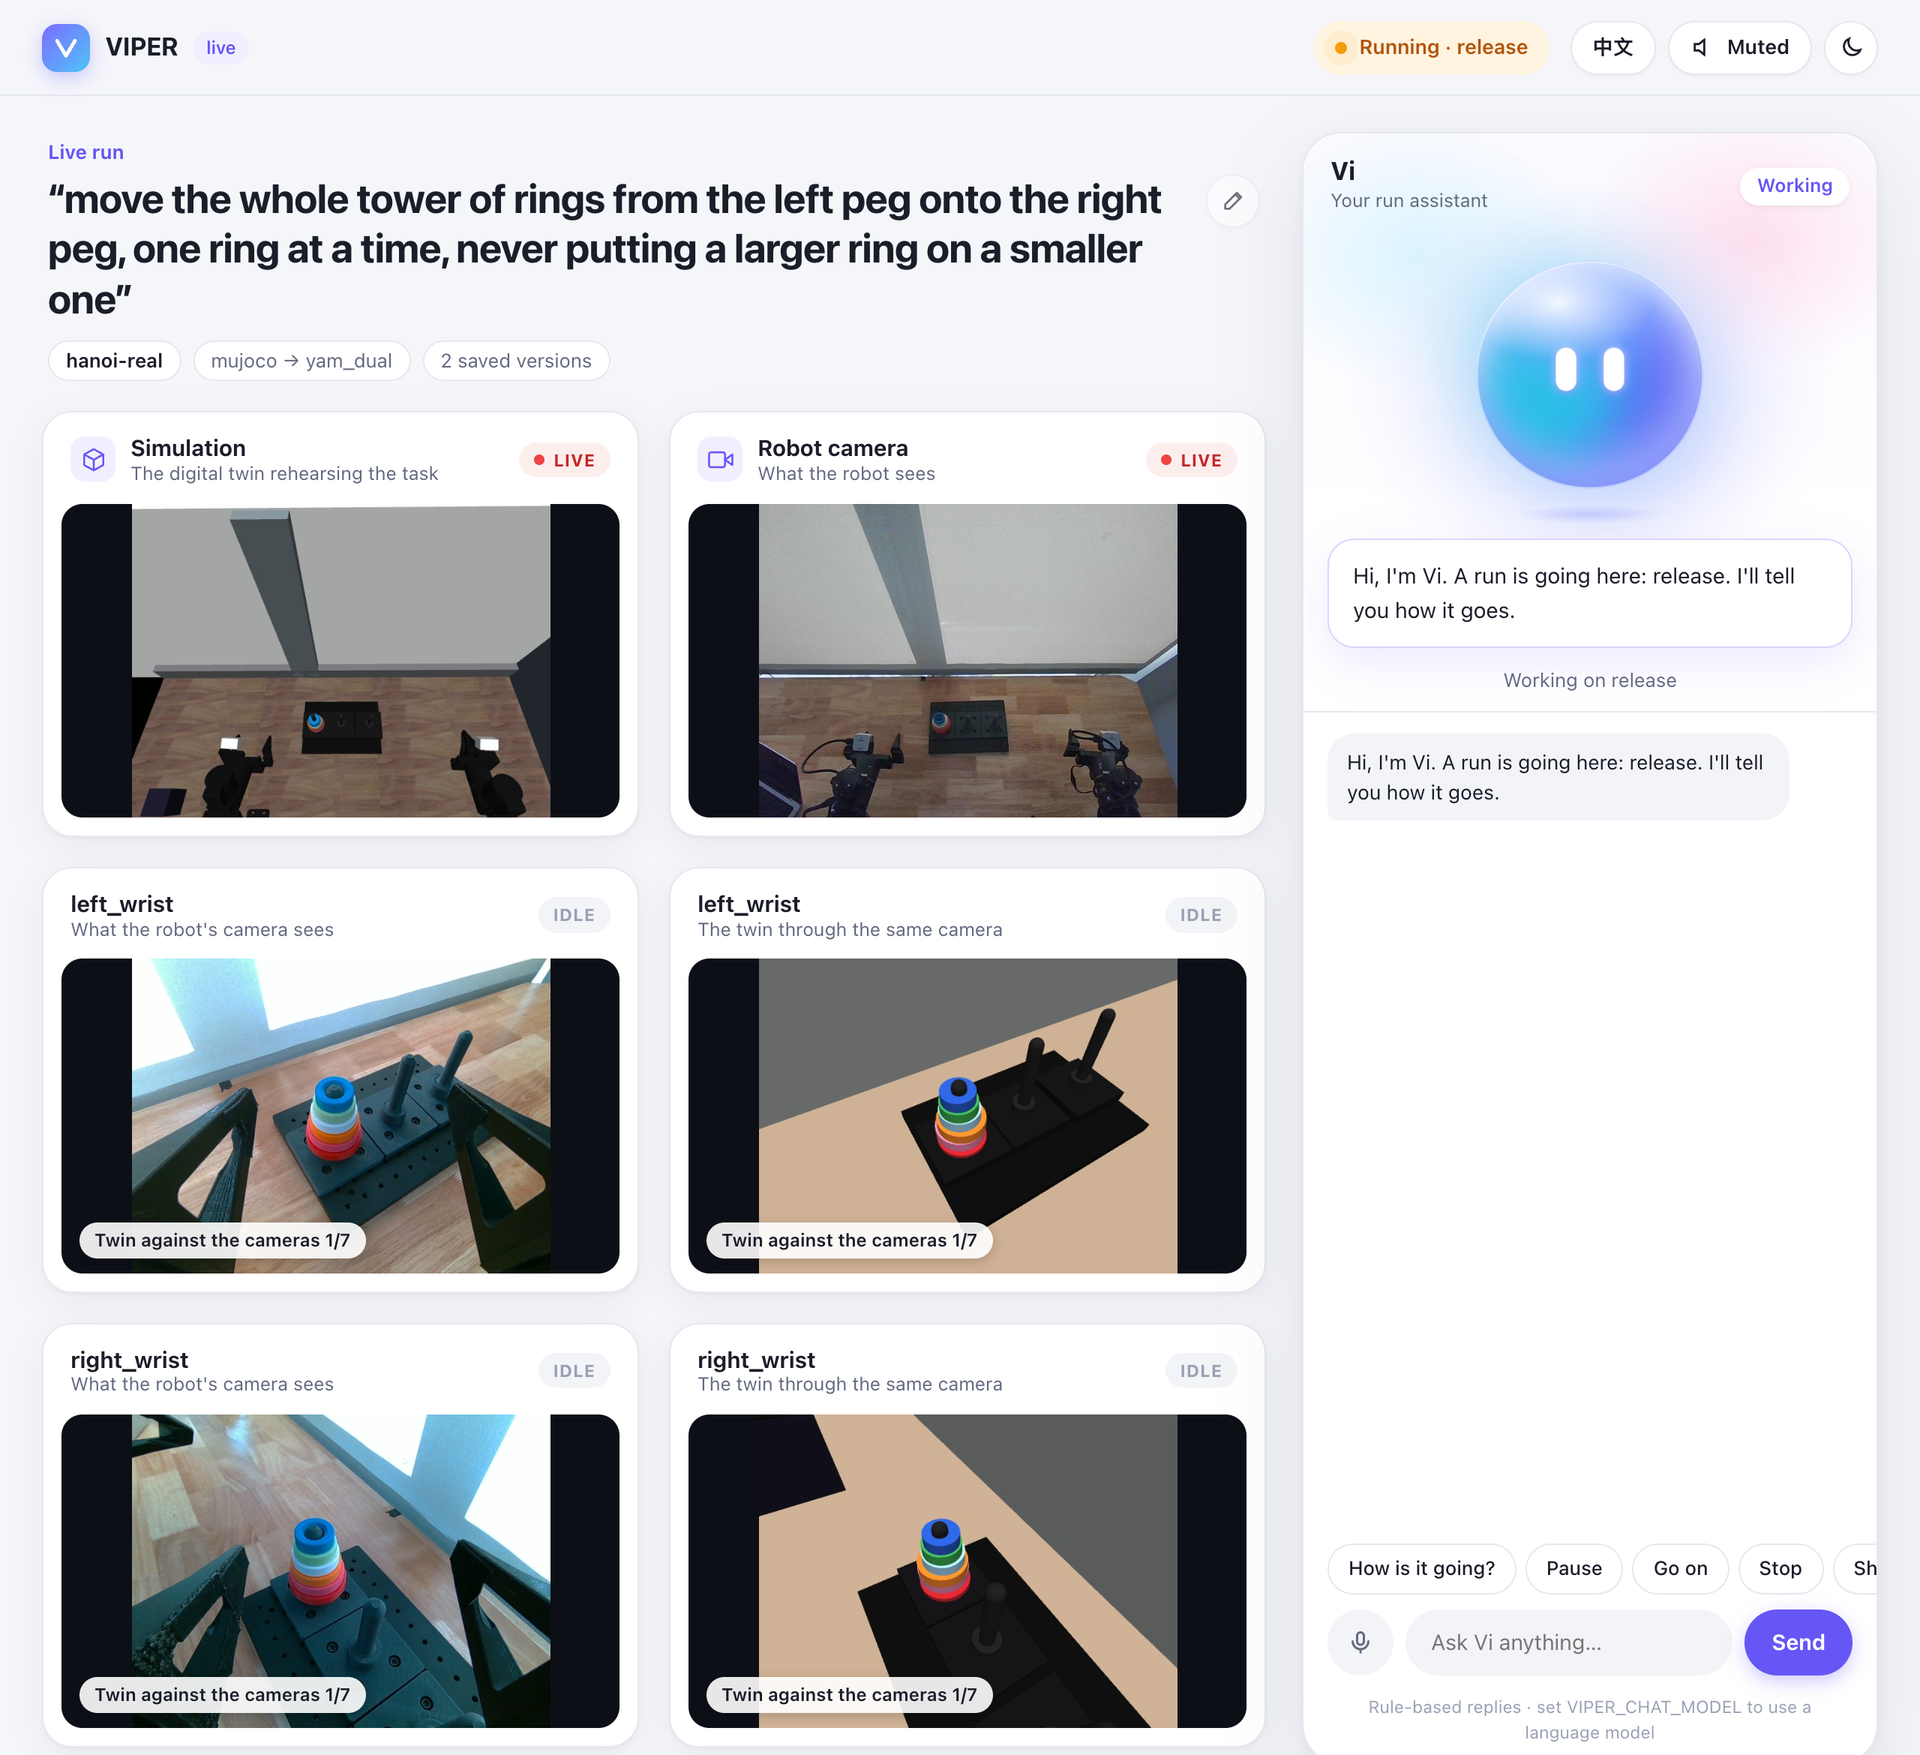 VIPER
live
Running · release
中文
Muted
Live run
“move the whole tower of rings from the left peg onto the right
peg, one ring at a time, never putting a larger ring on a smaller
one”
hanoi-real
mujoco → yam_dual
2 saved versions
Simulation
The digital twin rehearsing the task
LIVE
Robot camera
What the robot sees
LIVE
left_wrist
What the robot's camera sees
IDLE
Twin against the cameras 1/7
left_wrist
The twin through the same camera
IDLE
Twin against the cameras 1/7
right_wrist
What the robot's camera sees
IDLE
Twin against the cameras 1/7
right_wrist
The twin through the same camera
IDLE
Twin against the cameras 1/7
Vi
Your run assistant
Working
Hi, I'm Vi. A run is going here: release. I'll tell
you how it goes.
Working on release
Hi, I'm Vi. A run is going here: release. I'll tell
you how it goes.
How is it going?
Pause
Go on
Stop
Sh
Ask Vi anything...
Send
Rule-based replies · set VIPER_CHAT_MODEL to use a
language model